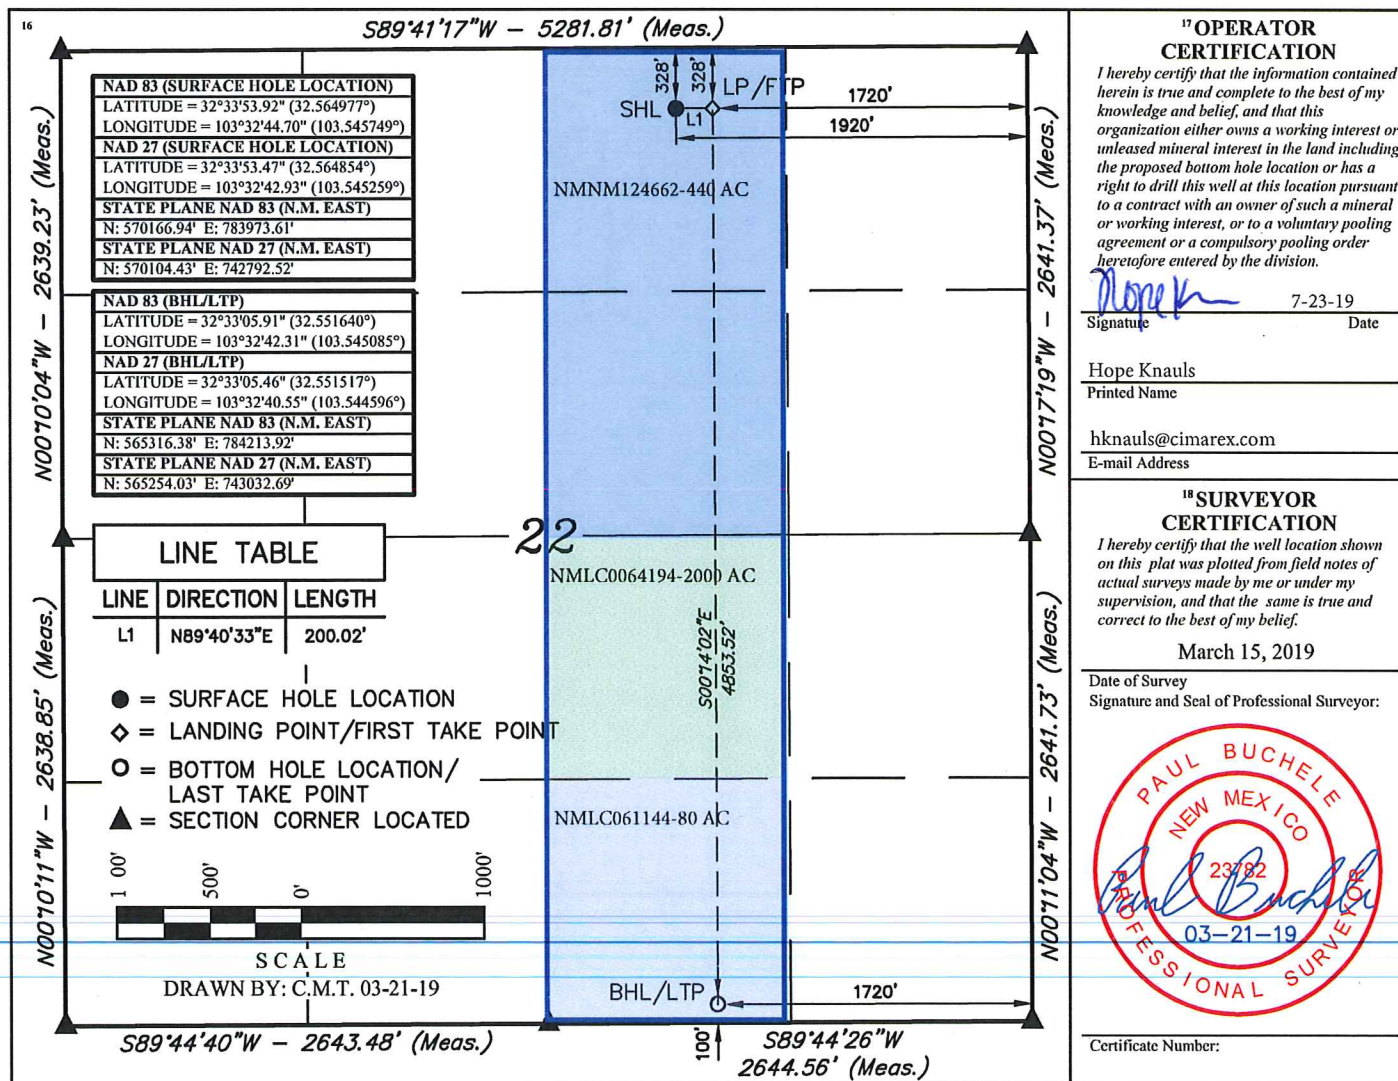 16
S89°41'17"W – 5281.81' (Meas.)
NAD 83 (SURFACE HOLE LOCATION)
LATITUDE = 32°33'53.92" (32.564977°)
LONGITUDE = 103°32'44.70" (103.545749°)
NAD 27 (SURFACE HOLE LOCATION)
LATITUDE = 32°33'53.47" (32.564854°)
LONGITUDE = 103°32'42.93" (103.545259°)
STATE PLANE NAD 83 (N.M. EAST)
N: 570166.94' E: 783973.61'
STATE PLANE NAD 27 (N.M. EAST)
N: 570104.43' E: 742792.52'
NAD 83 (BHL/LTP)
LATITUDE = 32°33'05.91" (32.551640°)
LONGITUDE = 103°32'42.31" (103.545085°)
NAD 27 (BHL/LTP)
LATITUDE = 32°33'05.46" (32.551517°)
LONGITUDE = 103°32'40.55" (103.544596°)
STATE PLANE NAD 83 (N.M. EAST)
N: 565316.38' E: 784213.92'
STATE PLANE NAD 27 (N.M. EAST)
N: 565254.03' E: 743032.69'
N00°10'04"W – 2639.23' (Meas.)
N00°10'11"W – 2638.85' (Meas.)
LINE TABLE
LINE DIRECTION LENGTH
L1 N89°40'33"E 200.02'
= SURFACE HOLE LOCATION
= LANDING POINT/FIRST TAKE POINT
= BOTTOM HOLE LOCATION/
LAST TAKE POINT
= SECTION CORNER LOCATED
1 00' 500' 0' 1000'
SCALE
DRAWN BY: C.M.T. 03-21-19
S89°44'40"W – 2643.48' (Meas.)
328' 328'
LP/FTP
SHL
L1
1720'
1920'
NMNM124662-440 AC
22
NMLC0064194-2000 AC
S00°14'02"E
4853.52'
NMLC061144-80 AC
BHL/LTP
1720'
100'
S89°44'26"W
2644.56' (Meas.)
N00°17'19"W – 2641.37' (Meas.)
N00°11'04"W – 2641.73' (Meas.)
17 OPERATOR
CERTIFICATION
I hereby certify that the information contained
herein is true and complete to the best of my
knowledge and belief, and that this
organization either owns a working interest or
unleased mineral interest in the land including
the proposed bottom hole location or has a
right to drill this well at this location pursuant
to a contract with an owner of such a mineral
or working interest, or to a voluntary pooling
agreement or a compulsory pooling order
heretofore entered by the division.
7-23-19
Signature Date
Hope Knauls
Printed Name
hknauls@cimarex.com
E-mail Address
18 SURVEYOR
CERTIFICATION
I hereby certify that the well location shown
on this plat was plotted from field notes of
actual surveys made by me or under my
supervision, and that the same is true and
correct to the best of my belief.
March 15, 2019
Date of Survey
Signature and Seal of Professional Surveyor:
PAUL BUCHELE
NEW MEXICO
23782
Paul Buchele
03-21-19
PROFESSIONAL SURVEYOR
Certificate Number: